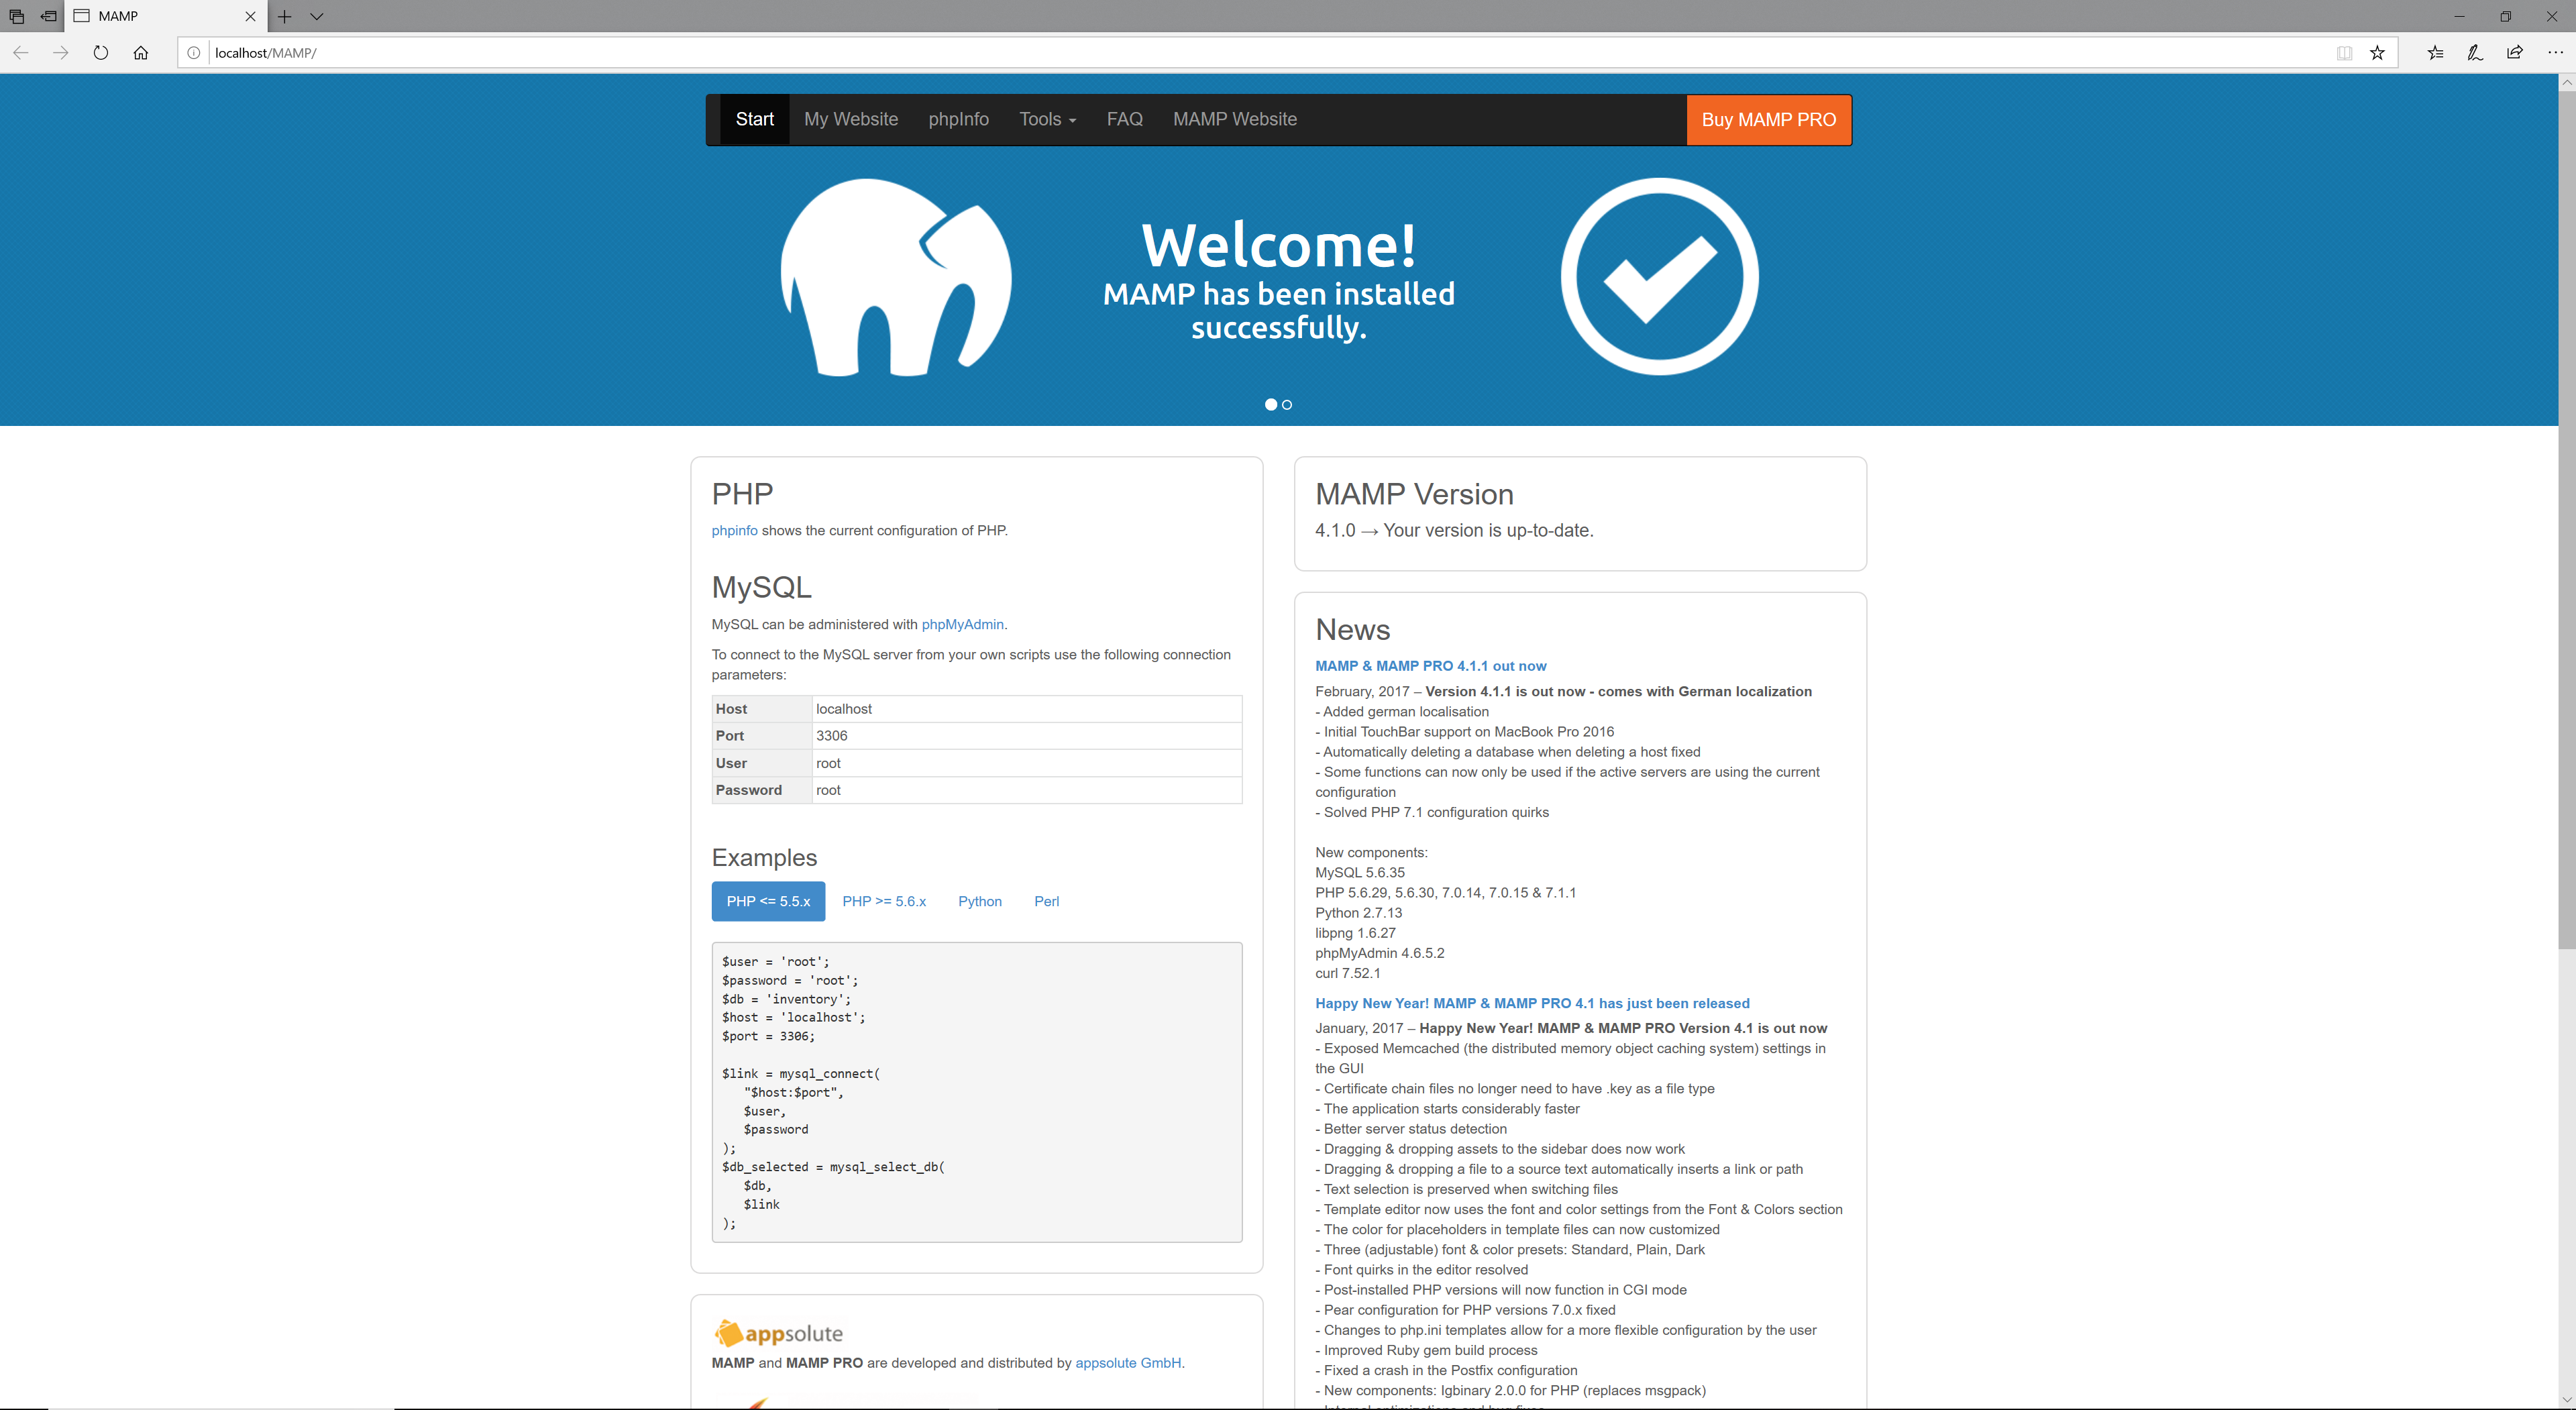 MAMP
localhost/MAMP/
Start
My Website
phpInfo
Tools
FAQ
MAMP Website
Buy MAMP PRO
Welcome!
MAMP has been installed
successfully.
PHP
phpinfo shows the current configuration of PHP.
MySQL
MySQL can be administered with phpMyAdmin.
To connect to the MySQL server from your own scripts use the following connection
parameters:
Host localhost
Port 3306
User root
Password root
Examples
PHP <= 5.5.x
PHP >= 5.6.x
Python
Perl
$user = 'root';
$password = 'root';
$db = 'inventory';
$host = 'localhost';
$port = 3306;
$link = mysql_connect(
"$host:$port",
$user,
$password
);
$db_selected = mysql_select_db(
$db,
$link
);
appsolute
MAMP and MAMP PRO are developed and distributed by appsolute GmbH.
MAMP Version
4.1.0 → Your version is up-to-date.
News
MAMP & MAMP PRO 4.1.1 out now
February, 2017 – Version 4.1.1 is out now - comes with German localization
- Added german localisation
- Initial TouchBar support on MacBook Pro 2016
- Automatically deleting a database when deleting a host fixed
- Some functions can now only be used if the active servers are using the current
configuration
- Solved PHP 7.1 configuration quirks
New components:
MySQL 5.6.35
PHP 5.6.29, 5.6.30, 7.0.14, 7.0.15 & 7.1.1
Python 2.7.13
libpng 1.6.27
phpMyAdmin 4.6.5.2
curl 7.52.1
Happy New Year! MAMP & MAMP PRO 4.1 has just been released
January, 2017 – Happy New Year! MAMP & MAMP PRO Version 4.1 is out now
- Exposed Memcached (the distributed memory object caching system) settings in
the GUI
- Certificate chain files no longer need to have .key as a file type
- The application starts considerably faster
- Better server status detection
- Dragging & dropping assets to the sidebar does now work
- Dragging & dropping a file to a source text automatically inserts a link or path
- Text selection is preserved when switching files
- Template editor now uses the font and color settings from the Font & Colors section
- The color for placeholders in template files can now customized
- Three (adjustable) font & color presets: Standard, Plain, Dark
- Font quirks in the editor resolved
- Post-installed PHP versions will now function in CGI mode
- Pear configuration for PHP versions 7.0.x fixed
- Changes to php.ini templates allow for a more flexible configuration by the user
- Improved Ruby gem build process
- Fixed a crash in the Postfix configuration
- New components: Igbinary 2.0.0 for PHP (replaces msgpack)